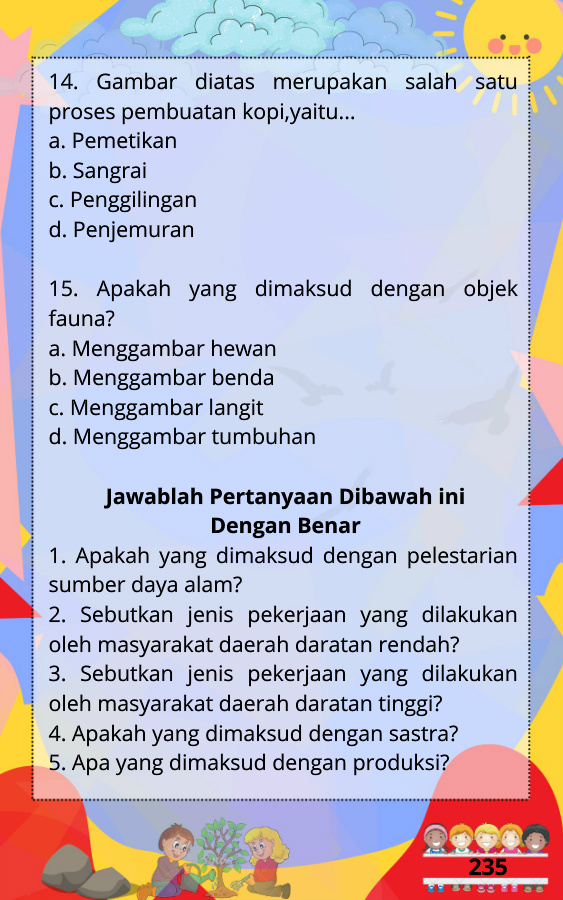 14. Gambar diatas merupakan salah satu
proses pembuatan kopi,yaitu...
a. Pemetikan
b. Sangrai
c. Penggilingan
d. Penjemuran
15. Apakah yang dimaksud dengan objek
fauna?
a. Menggambar hewan
b. Menggambar benda
c. Menggambar langit
d. Menggambar tumbuhan
Jawablah Pertanyaan Dibawah ini
Dengan Benar
1. Apakah yang dimaksud dengan pelestarian
sumber daya alam?
2. Sebutkan jenis pekerjaan yang dilakukan
oleh masyarakat daerah daratan rendah?
3. Sebutkan jenis pekerjaan yang dilakukan
oleh masyarakat daerah daratan tinggi?
4. Apakah yang dimaksud dengan sastra?
5. Apa yang dimaksud dengan produksi?
235